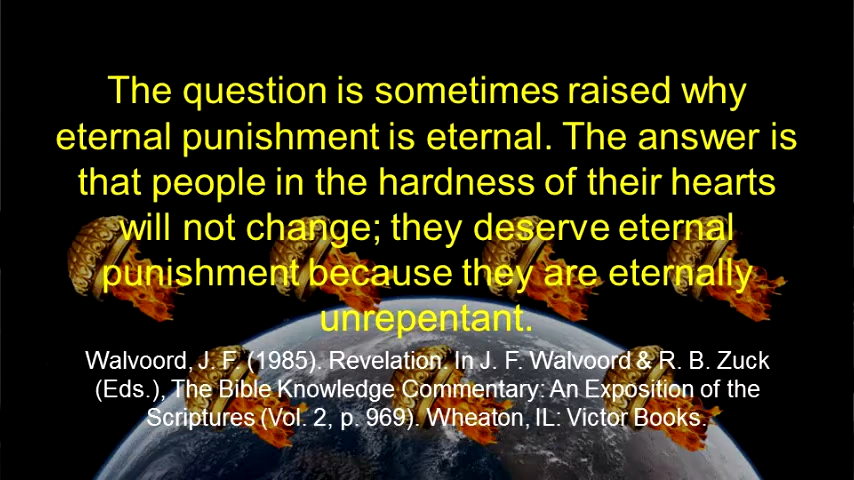 The question is sometimes raised why
eternal punishment is eternal. The answer is
that people in the hardness of their hearts
will not change; they deserve eternal
punishment because they are eternally
unrepentant.
Walvoord, J. F. (1985). Revelation. In J. F. Walvoord & R. B. Zuck
(Eds.), The Bible Knowledge Commentary: An Exposition of the
Scriptures (Vol. 2, p. 969). Wheaton, IL: Victor Books.